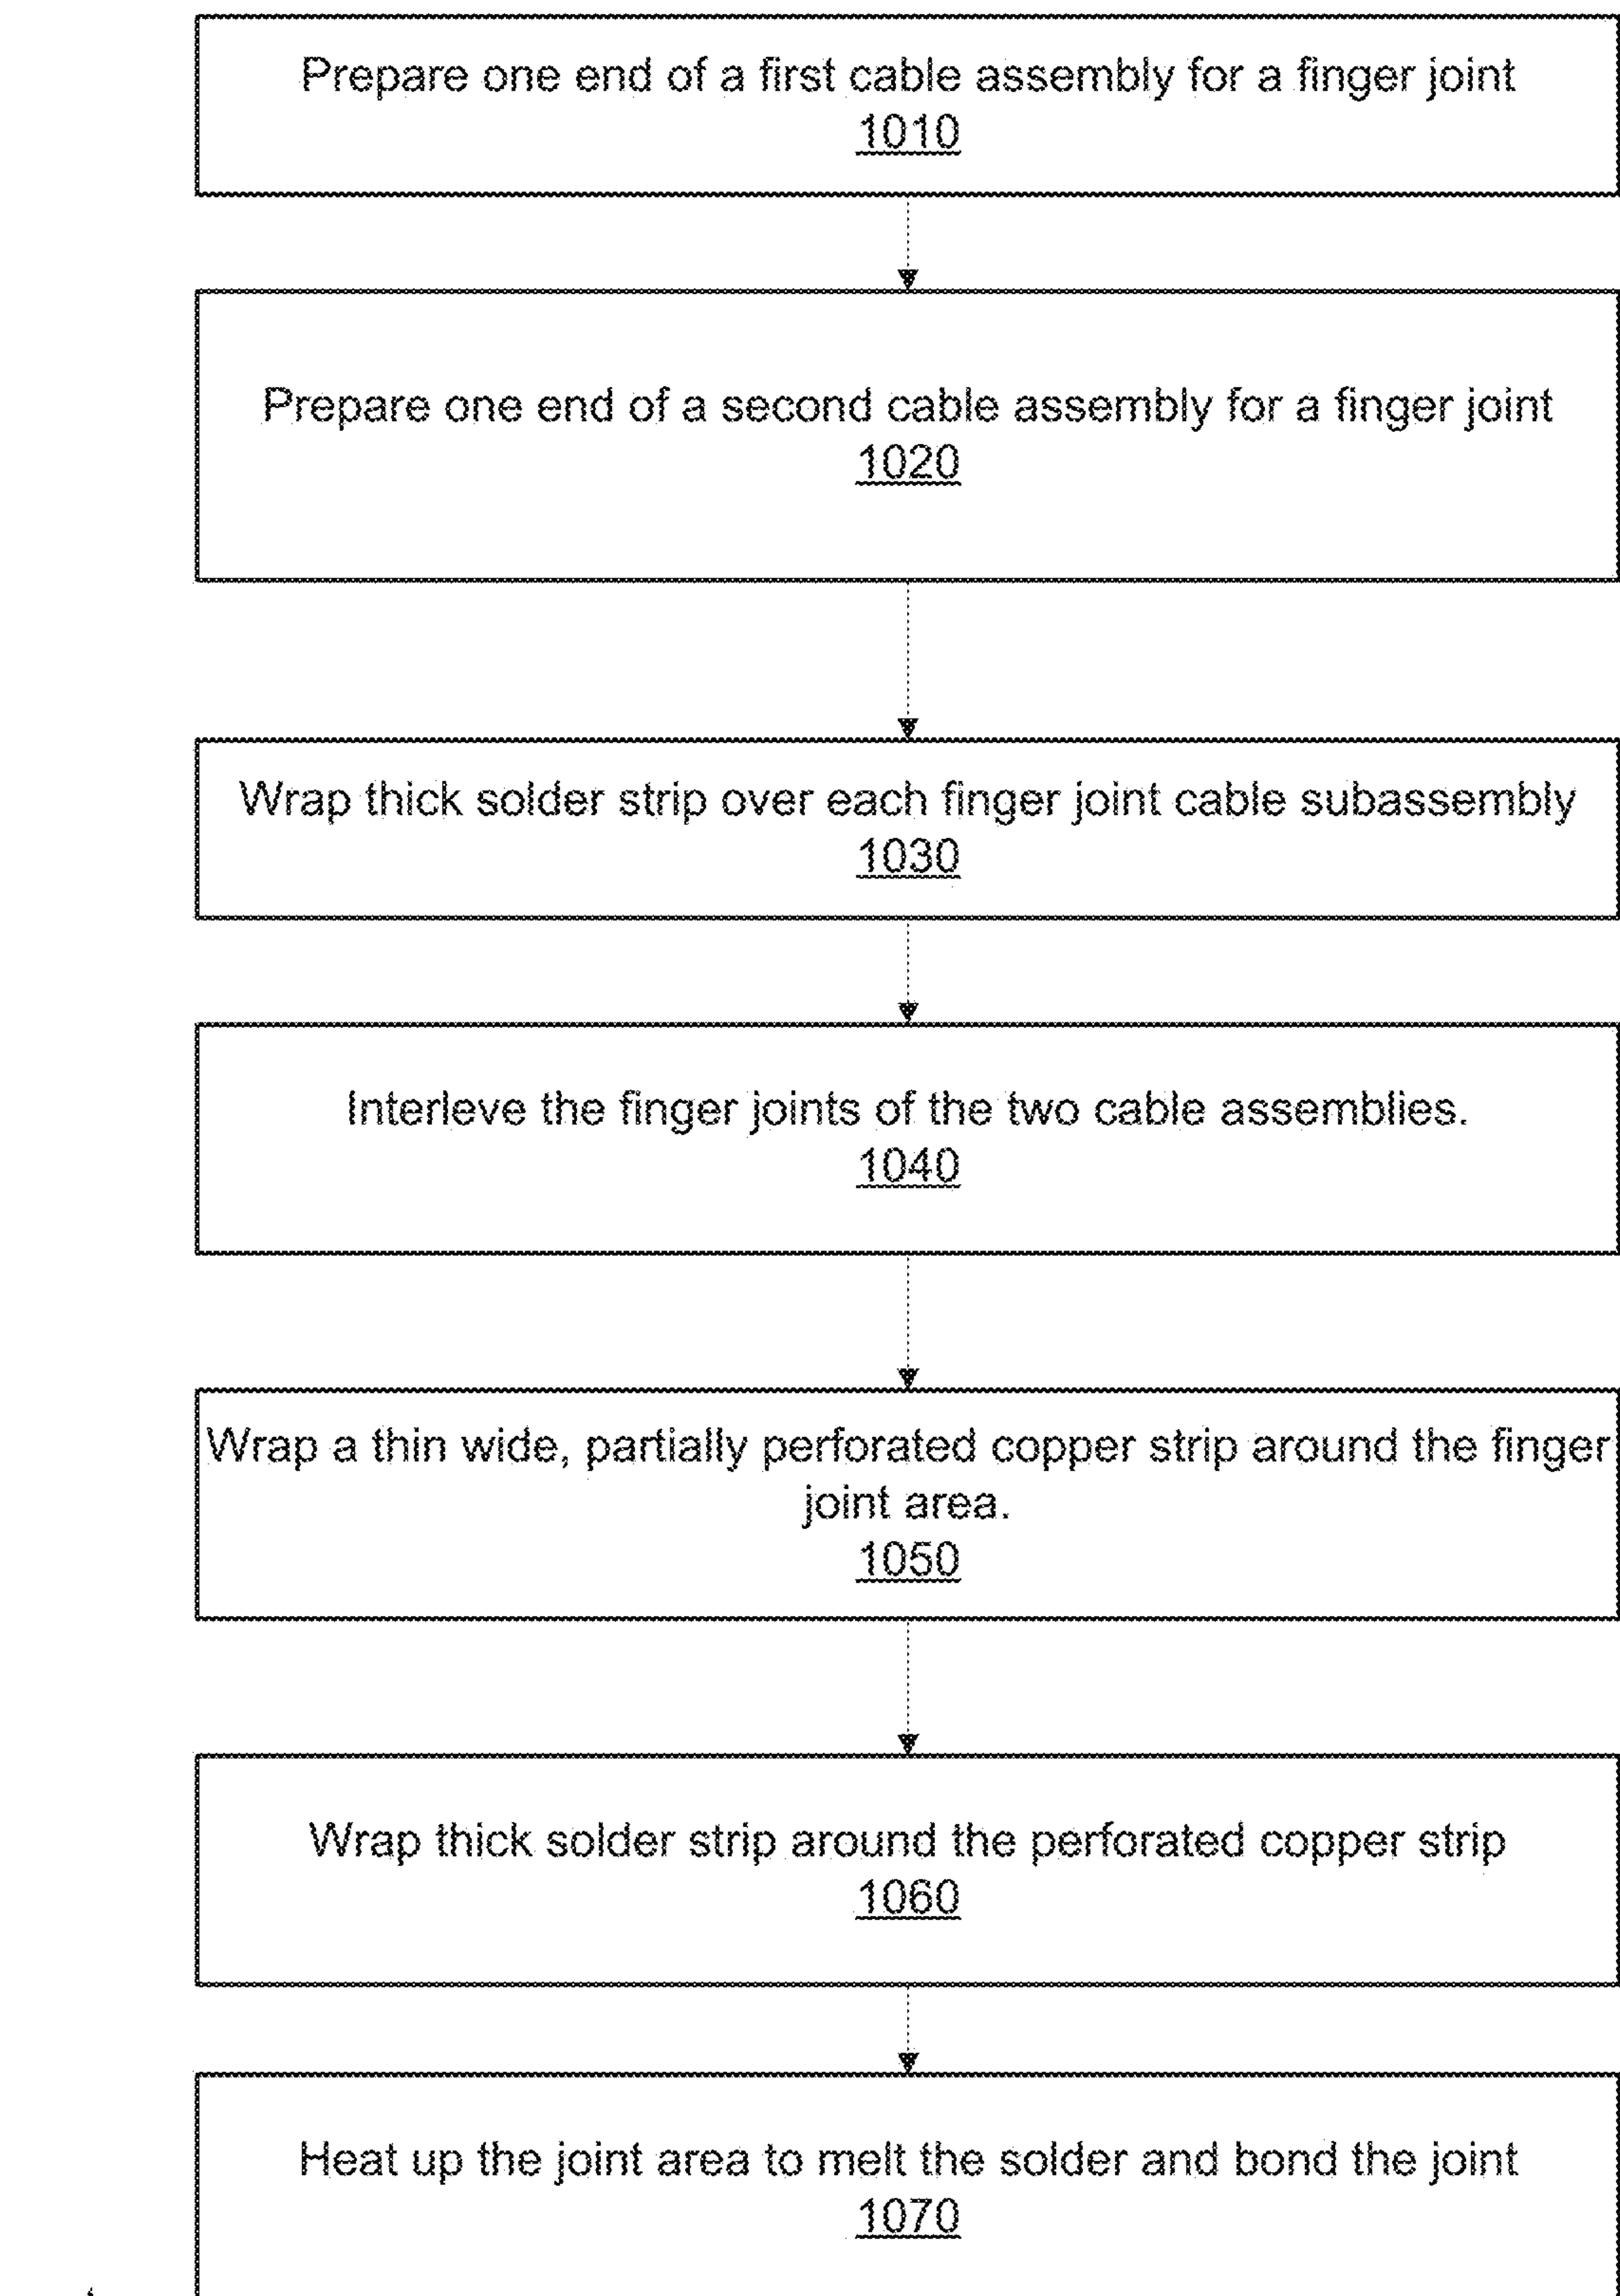 Prepare one end of a first cable assembly for a finger joint
1010
Prepare one end of a second cable assembly for a finger joint
1020
Wrap thick solder strip over each finger joint cable subassembly
1030
Interleve the finger joints of the two cable assemblies.
1040
Wrap a thin wide, partially perforated copper strip around the finger
joint area.
1050
Wrap thick solder strip around the perforated copper strip
1060
Heat up the joint area to melt the solder and bond the joint
1070